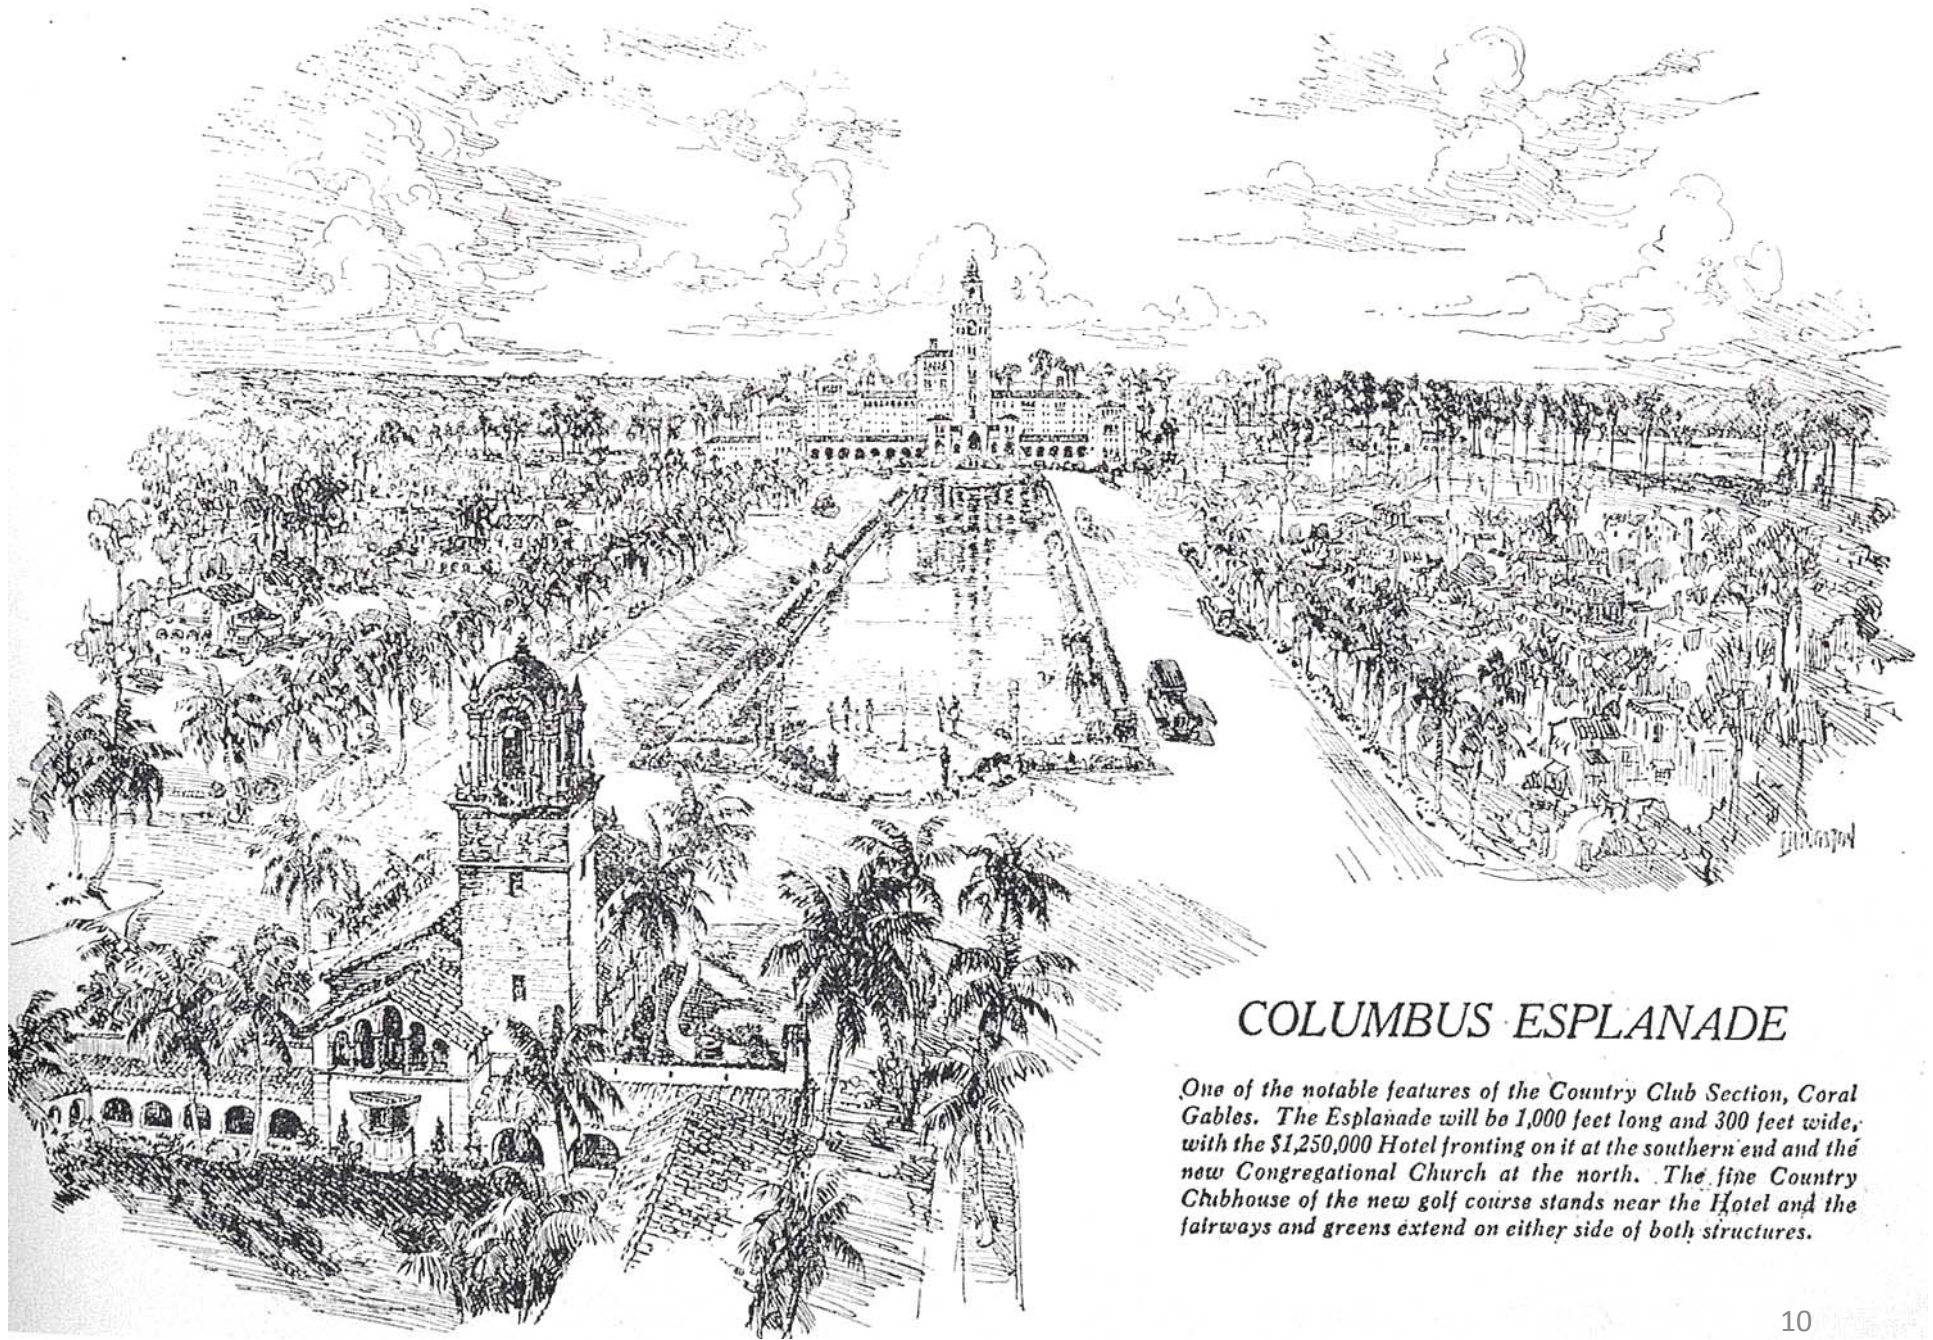 COLUMBUS ESPLANADE
One of the notable features of the Country Club Section, Coral
Gables. The Esplanade will be 1,000 feet long and 300 feet wide,
with the $1,250,000 Hotel fronting on it at the southern end and the
new Congregational Church at the north. The fine Country
Clubhouse of the new golf course stands near the Hotel and the
fairways and greens extend on either side of both structures.
10